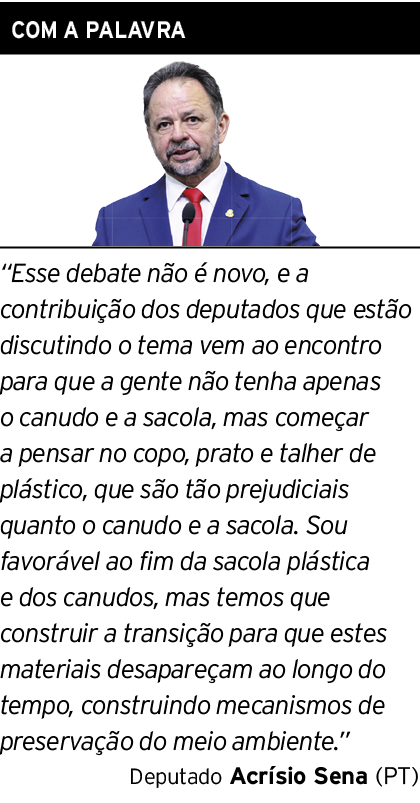 COM A PALAVRA
“Esse debate não é novo, e a
contribuição dos deputados que estão
discutindo o tema vem ao encontro
para que a gente não tenha apenas
o canudo e a sacola, mas começar
a pensar no copo, prato e talher de
plástico, que são tão prejudiciais
quanto o canudo e a sacola. Sou
favorável ao fim da sacola plástica
e dos canudos, mas temos que
construir a transição para que estes
materiais desapareçam ao longo do
tempo, construindo mecanismos de
preservação do meio ambiente.”
Deputado Acrísio Sena (PT)